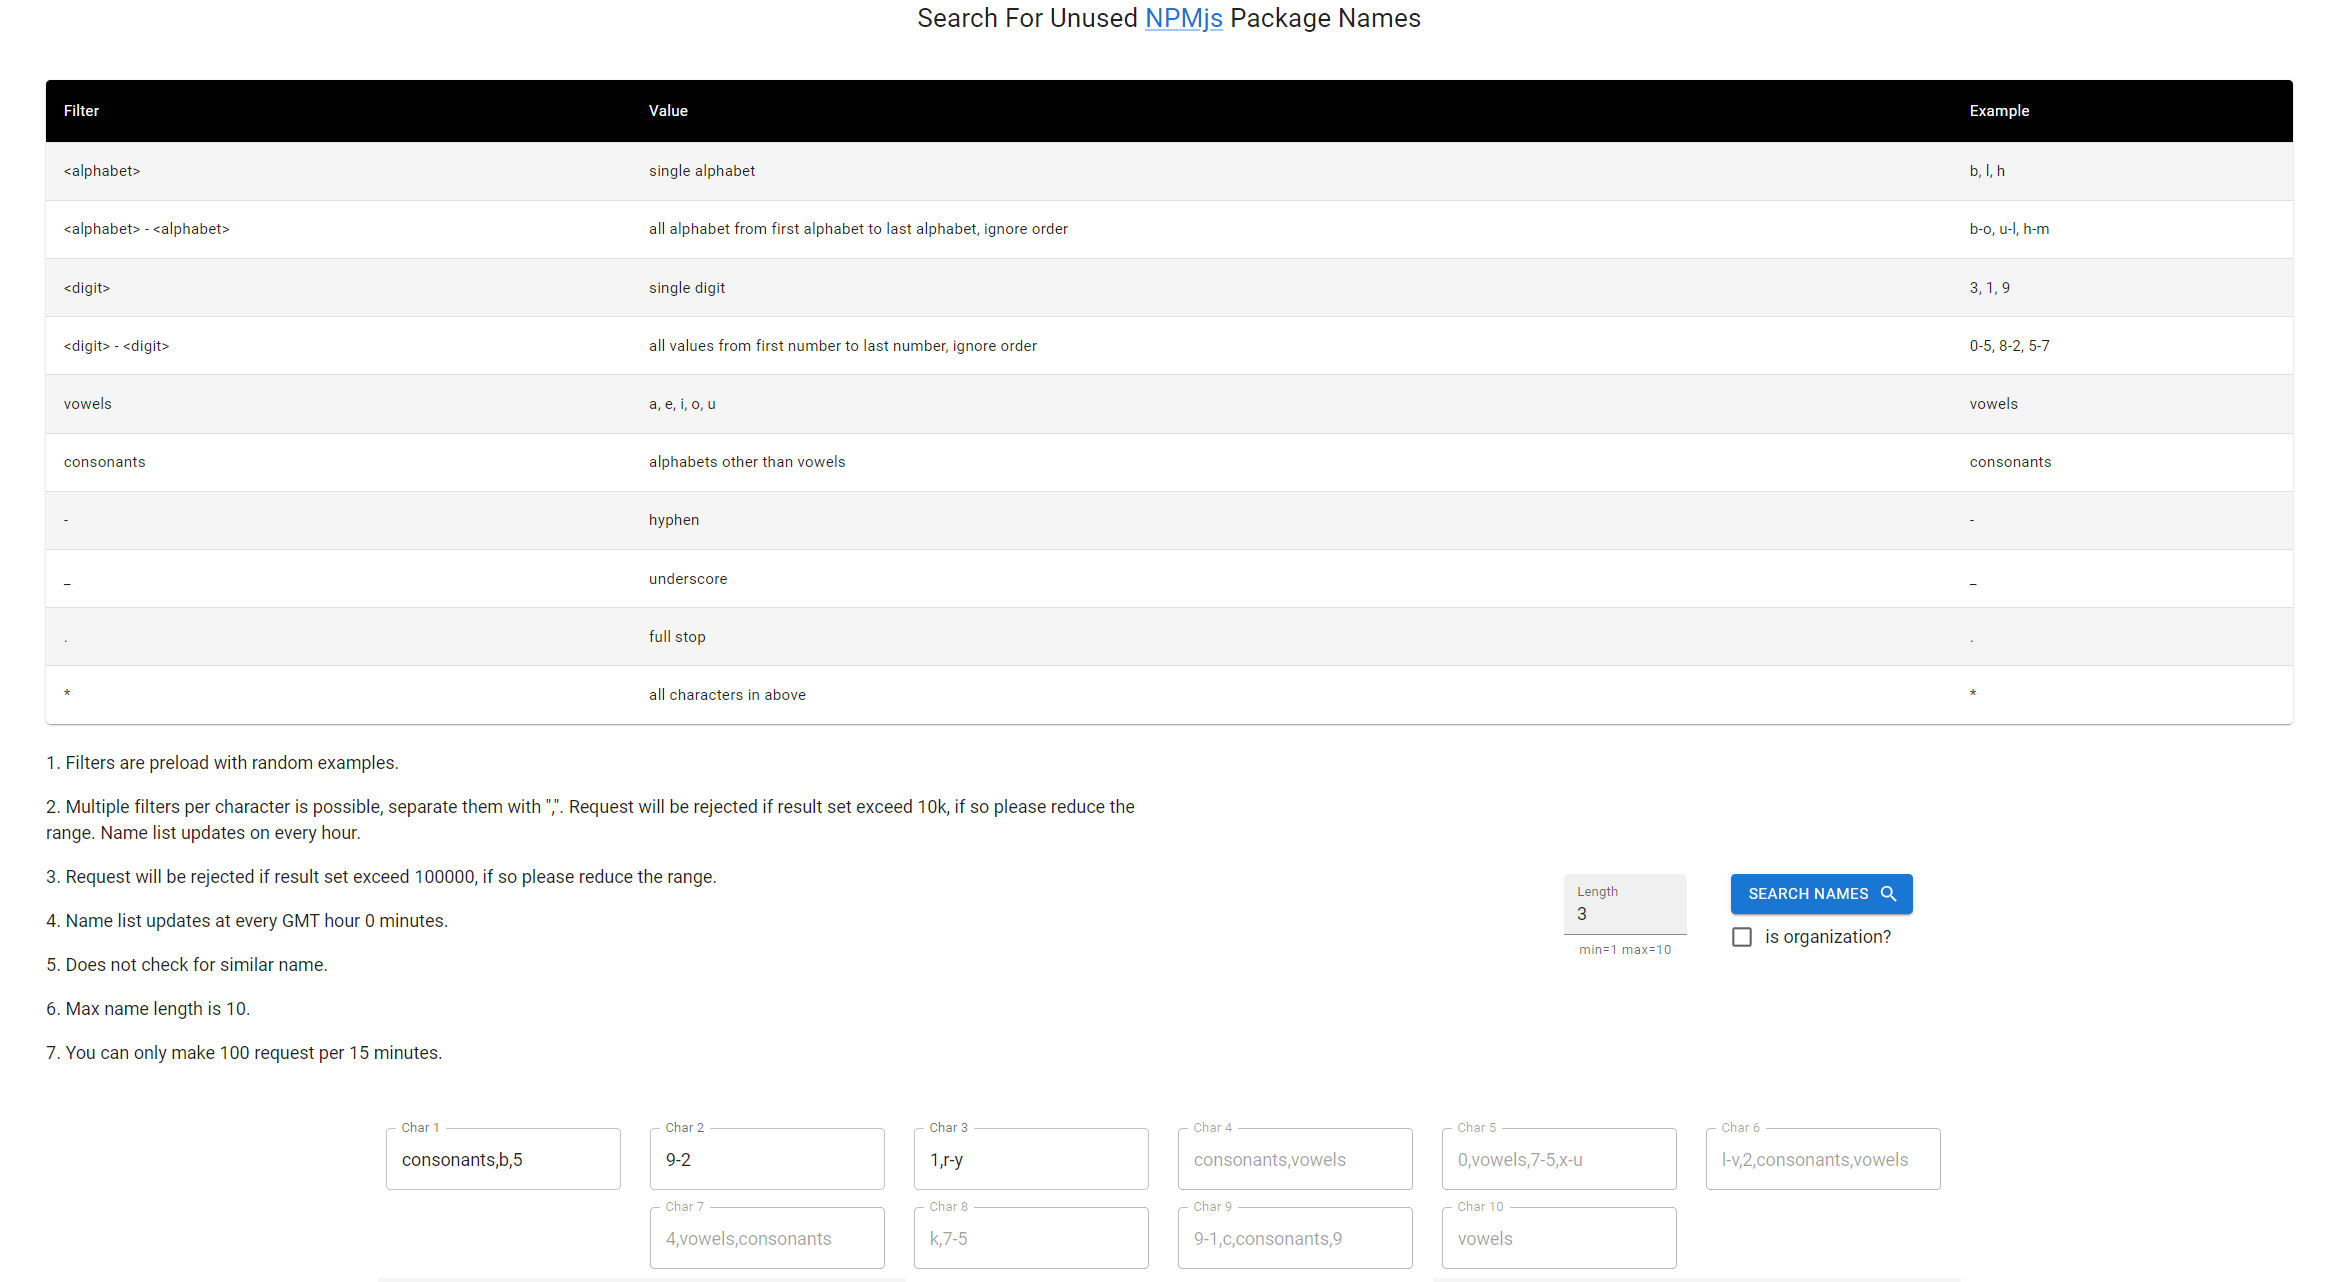 Search For Unused NPMjs Package Names
Filter Value Example
<alphabet> single alphabet b, l, h
<alphabet> - <alphabet> all alphabet from first alphabet to last alphabet, ignore order b-o, u-l, h-m
<digit> single digit 3, 1, 9
<digit> - <digit> all values from first number to last number, ignore order 0-5, 8-2, 5-7
vowels a, e, i, o, u vowels
consonants alphabets other than vowels consonants
- hyphen -
_ underscore _
. full stop .
* all characters in above *
1. Filters are preload with random examples.
2. Multiple filters per character is possible, separate them with ",". Request will be rejected if result set exceed 10k, if so please reduce the
range. Name list updates on every hour.
3. Request will be rejected if result set exceed 100000, if so please reduce the range.
4. Name list updates at every GMT hour 0 minutes.
5. Does not check for similar name.
6. Max name length is 10.
7. You can only make 100 request per 15 minutes.
Length
3
min=1 max=10
SEARCH NAMES
is organization?
Char 1 Char 2 Char 3 Char 4 Char 5 Char 6
consonants,b,5 9-2 1,r-y consonants,vowels 0,vowels,7-5,x-u l-v,2,consonants,vowels
Char 7 Char 8 Char 9 Char 10
4,vowels,consonants k,7-5 9-1,c,consonants,9 vowels